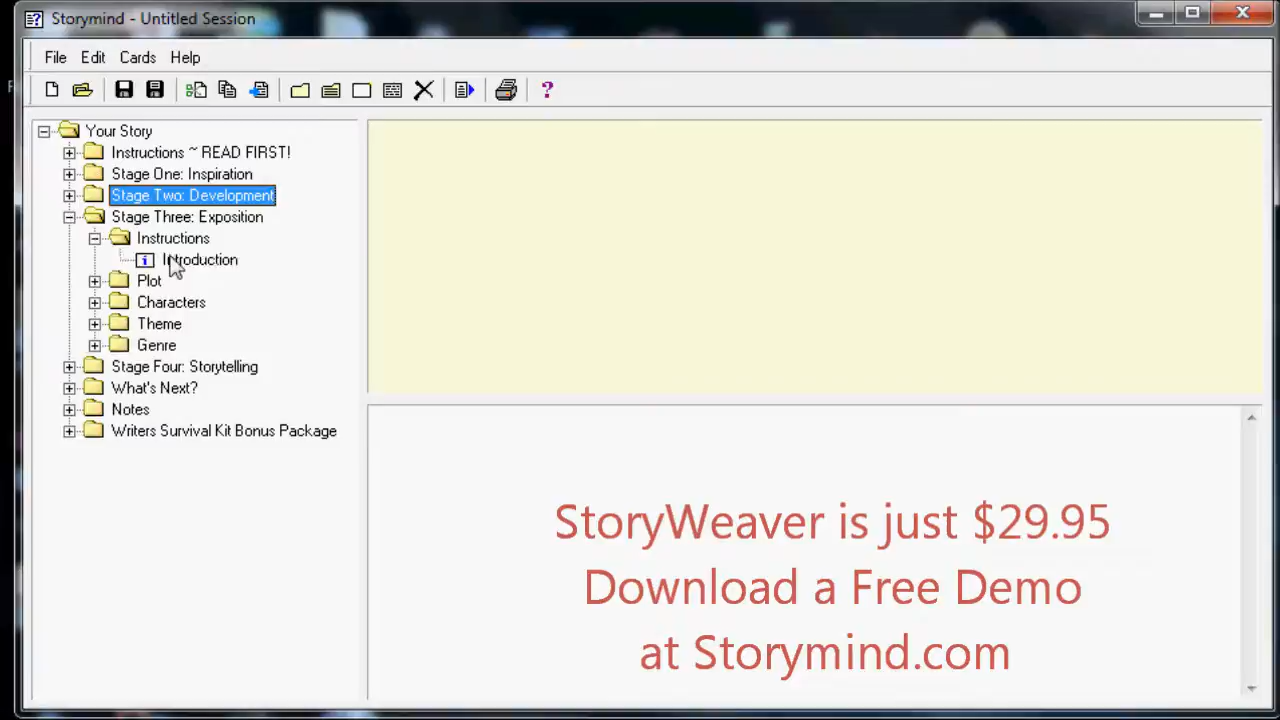 Storymind - Untitled Session
File Edit Cards Help
Your Story
Instructions ~ READ FIRST!
Stage One: Inspiration
Stage Two: Development
Stage Three: Exposition
Instructions
Introduction
Plot
Characters
Theme
Genre
Stage Four: Storytelling
What's Next?
Notes
Writers Survival Kit Bonus Package
StoryWeaver is just $29.95
Download a Free Demo
at Storymind.com